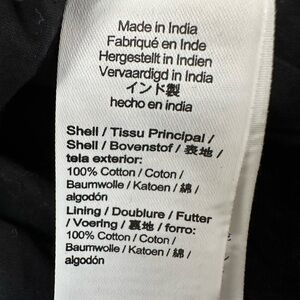 Made in India
Fabriqué en Inde
Hergestellt in Indien
Vervaardigd in India
インド製
hecho en india
Shell / Tissu Principal /
Shell / Bovenstof / 表地 /
tela exterior:
100% Cotton / Coton /
Baumwolle / Katoen / 綿 /
algodón
Lining / Doublure / Futter
/ Voering / 裏地 / forro:
100% Cotton / Coton /
Baumwolle / Katoen / 綿 /
algodón